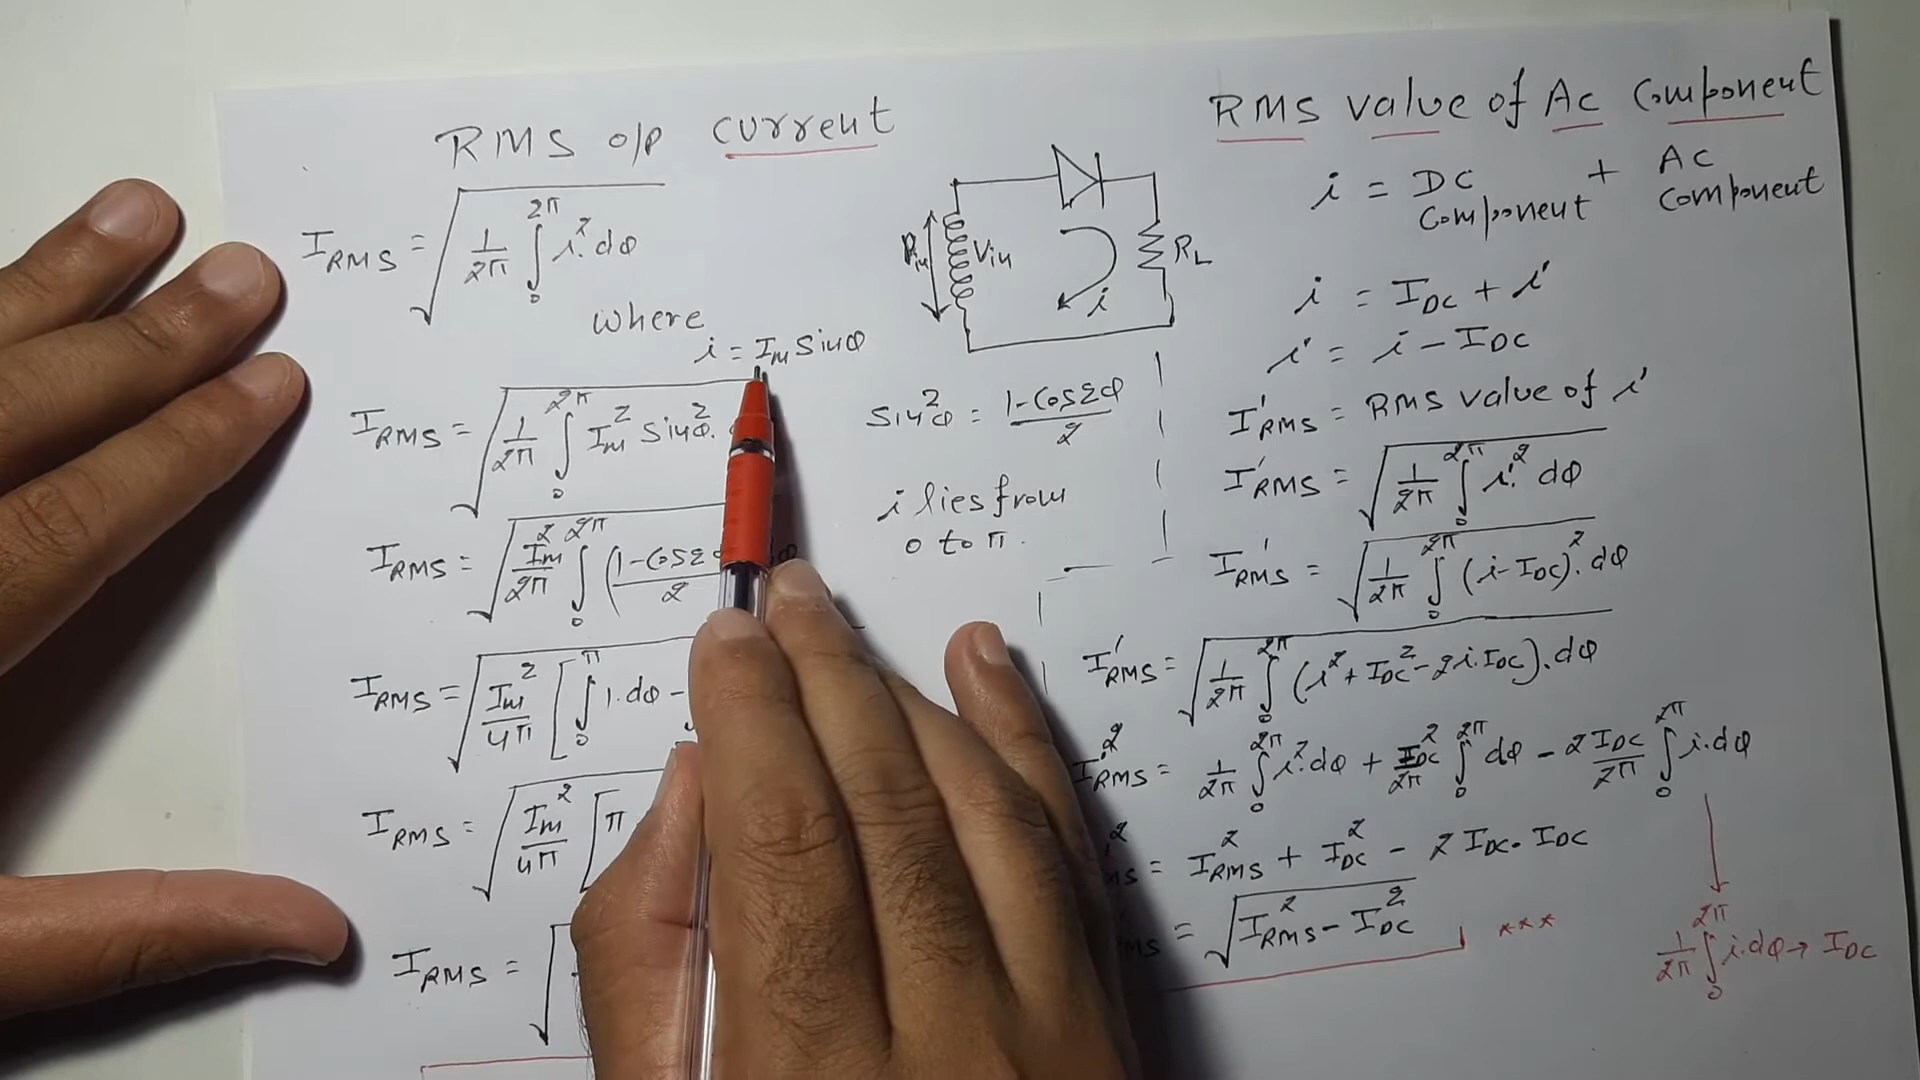 RMS o/p current
I_RMS = √(1/2π ∫₀^2π i².dφ)
where
i = I_m Sinφ
I_RMS = √(1/2π ∫₀^2π I_m² Sin²φ.
I_RMS = √(I_m²/2π ∫₀^2π (1-Cos2
I_RMS = √(I_m²/4π [∫₀^π 1.dφ -
I_RMS = √(I_m²/4π [π
I_RMS = √
V_in R_L
i
Sin²φ = (1-Cos2φ)/2
i lies from
0 to π.
RMS value of Ac Component
i = DC Component + Ac Component
i = I_DC + i'
i' = i - I_DC
I'_RMS = RMS value of i'
I'_RMS = √(1/2π ∫₀^2π i'.² dφ)
I'_RMS = √(1/2π ∫₀^2π (i-I_DC)².dφ)
I'_RMS = √(1/2π ∫₀^2π (i² + I_DC² - 2i.I_DC).dφ)
I'²_RMS = 1/2π ∫₀^2π i².dφ + I_DC²/2π ∫₀^2π dφ - 2I_DC/2π ∫₀^2π i.dφ
= I_RMS² + I_DC² - 2 I_DC. I_DC
= √(I_RMS² - I_DC²) ***
1/2π ∫₀^2π i.dφ → I_DC